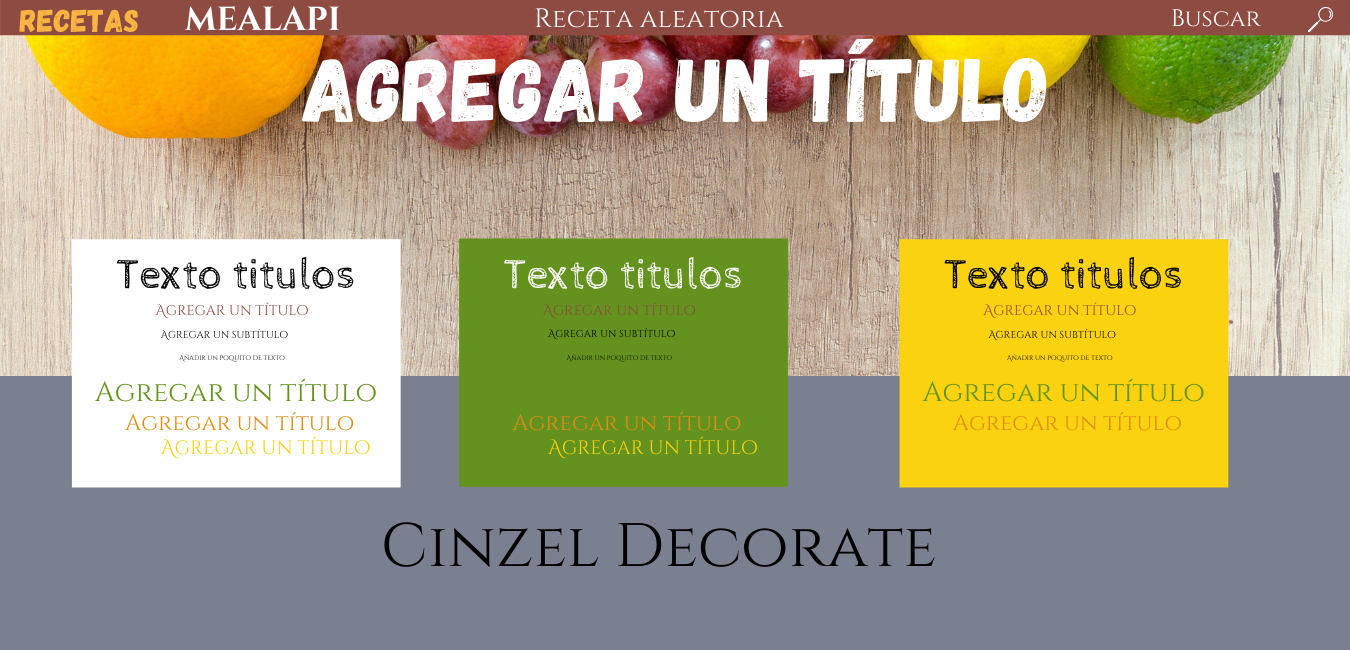 RECETAS MEALAPI Receta aleatoria Buscar
AGREGAR UN TÍTULO
Texto titulos
Agregar un título
Agregar un subtítulo
Añadir un poquito de texto
Agregar un título
Agregar un título
Agregar un título
Texto titulos
Agregar un título
Agregar un subtítulo
Añadir un poquito de texto
Agregar un título
Agregar un título
Texto titulos
Agregar un título
Agregar un subtítulo
Añadir un poquito de texto
Agregar un título
Agregar un título
Cinzel Decorate